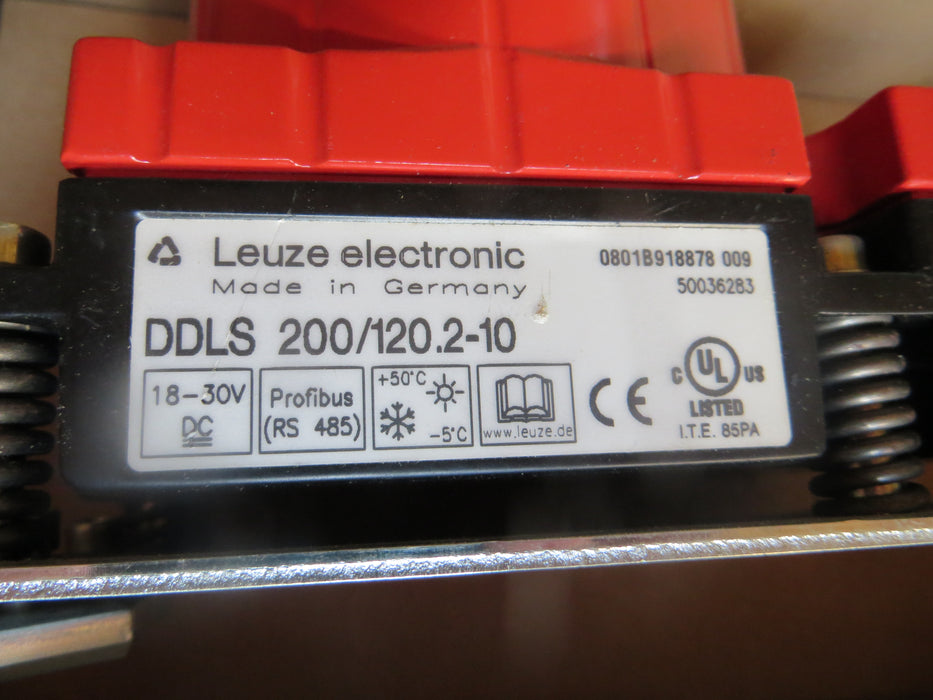 Leuze electronic
Made in Germany
0801B918878 009
50036283
DDLS 200/120.2-10
18-30V
DC
Profibus
(RS 485)
+50°C
-5°C
www.leuze.de
CE
C UL US
LISTED
I.T.E. 85PA